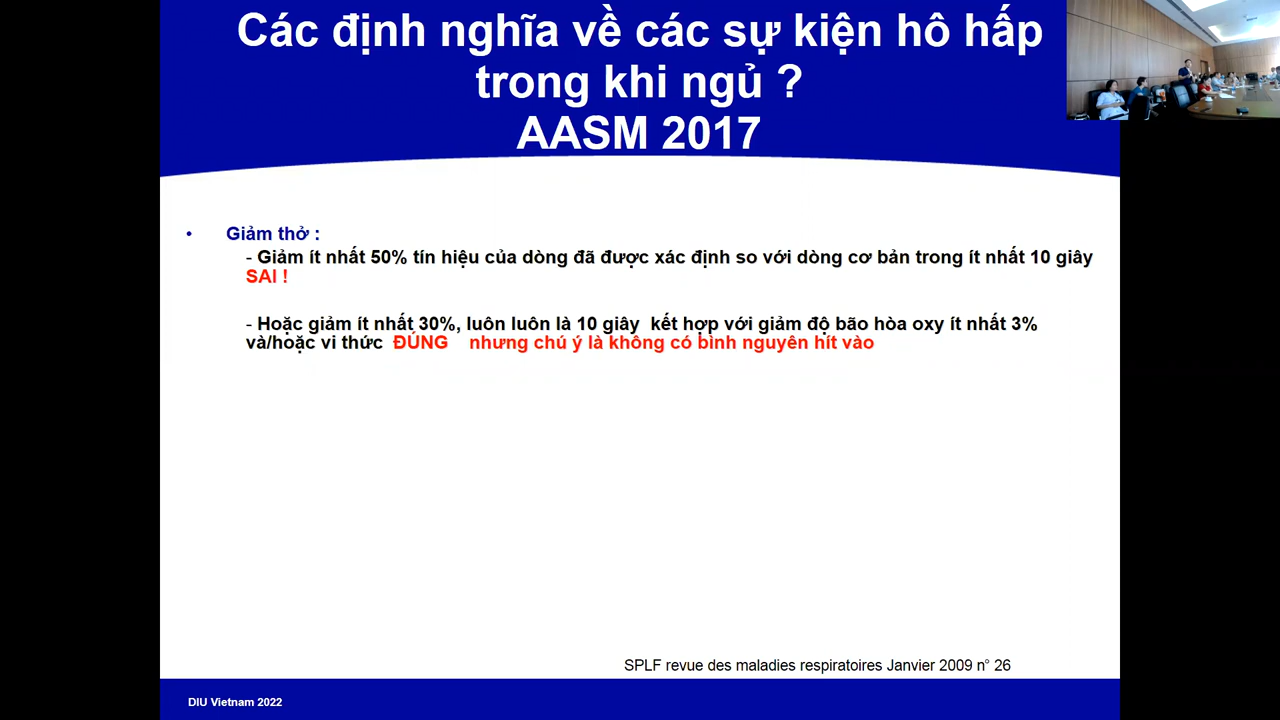 Các định nghĩa về các sự kiện hô hấp
trong khi ngủ ?
AASM 2017
• Giảm thở :
- Giảm ít nhất 50% tín hiệu của dòng đã được xác định so với dòng cơ bản trong ít nhất 10 giây
SAI !
- Hoặc giảm ít nhất 30%, luôn luôn là 10 giây kết hợp với giảm độ bão hòa oxy ít nhất 3%
và/hoặc vi thức ĐÚNG nhưng chú ý là không có bình nguyên hít vào
SPLF revue des maladies respiratoires Janvier 2009 n° 26
DIU Vietnam 2022